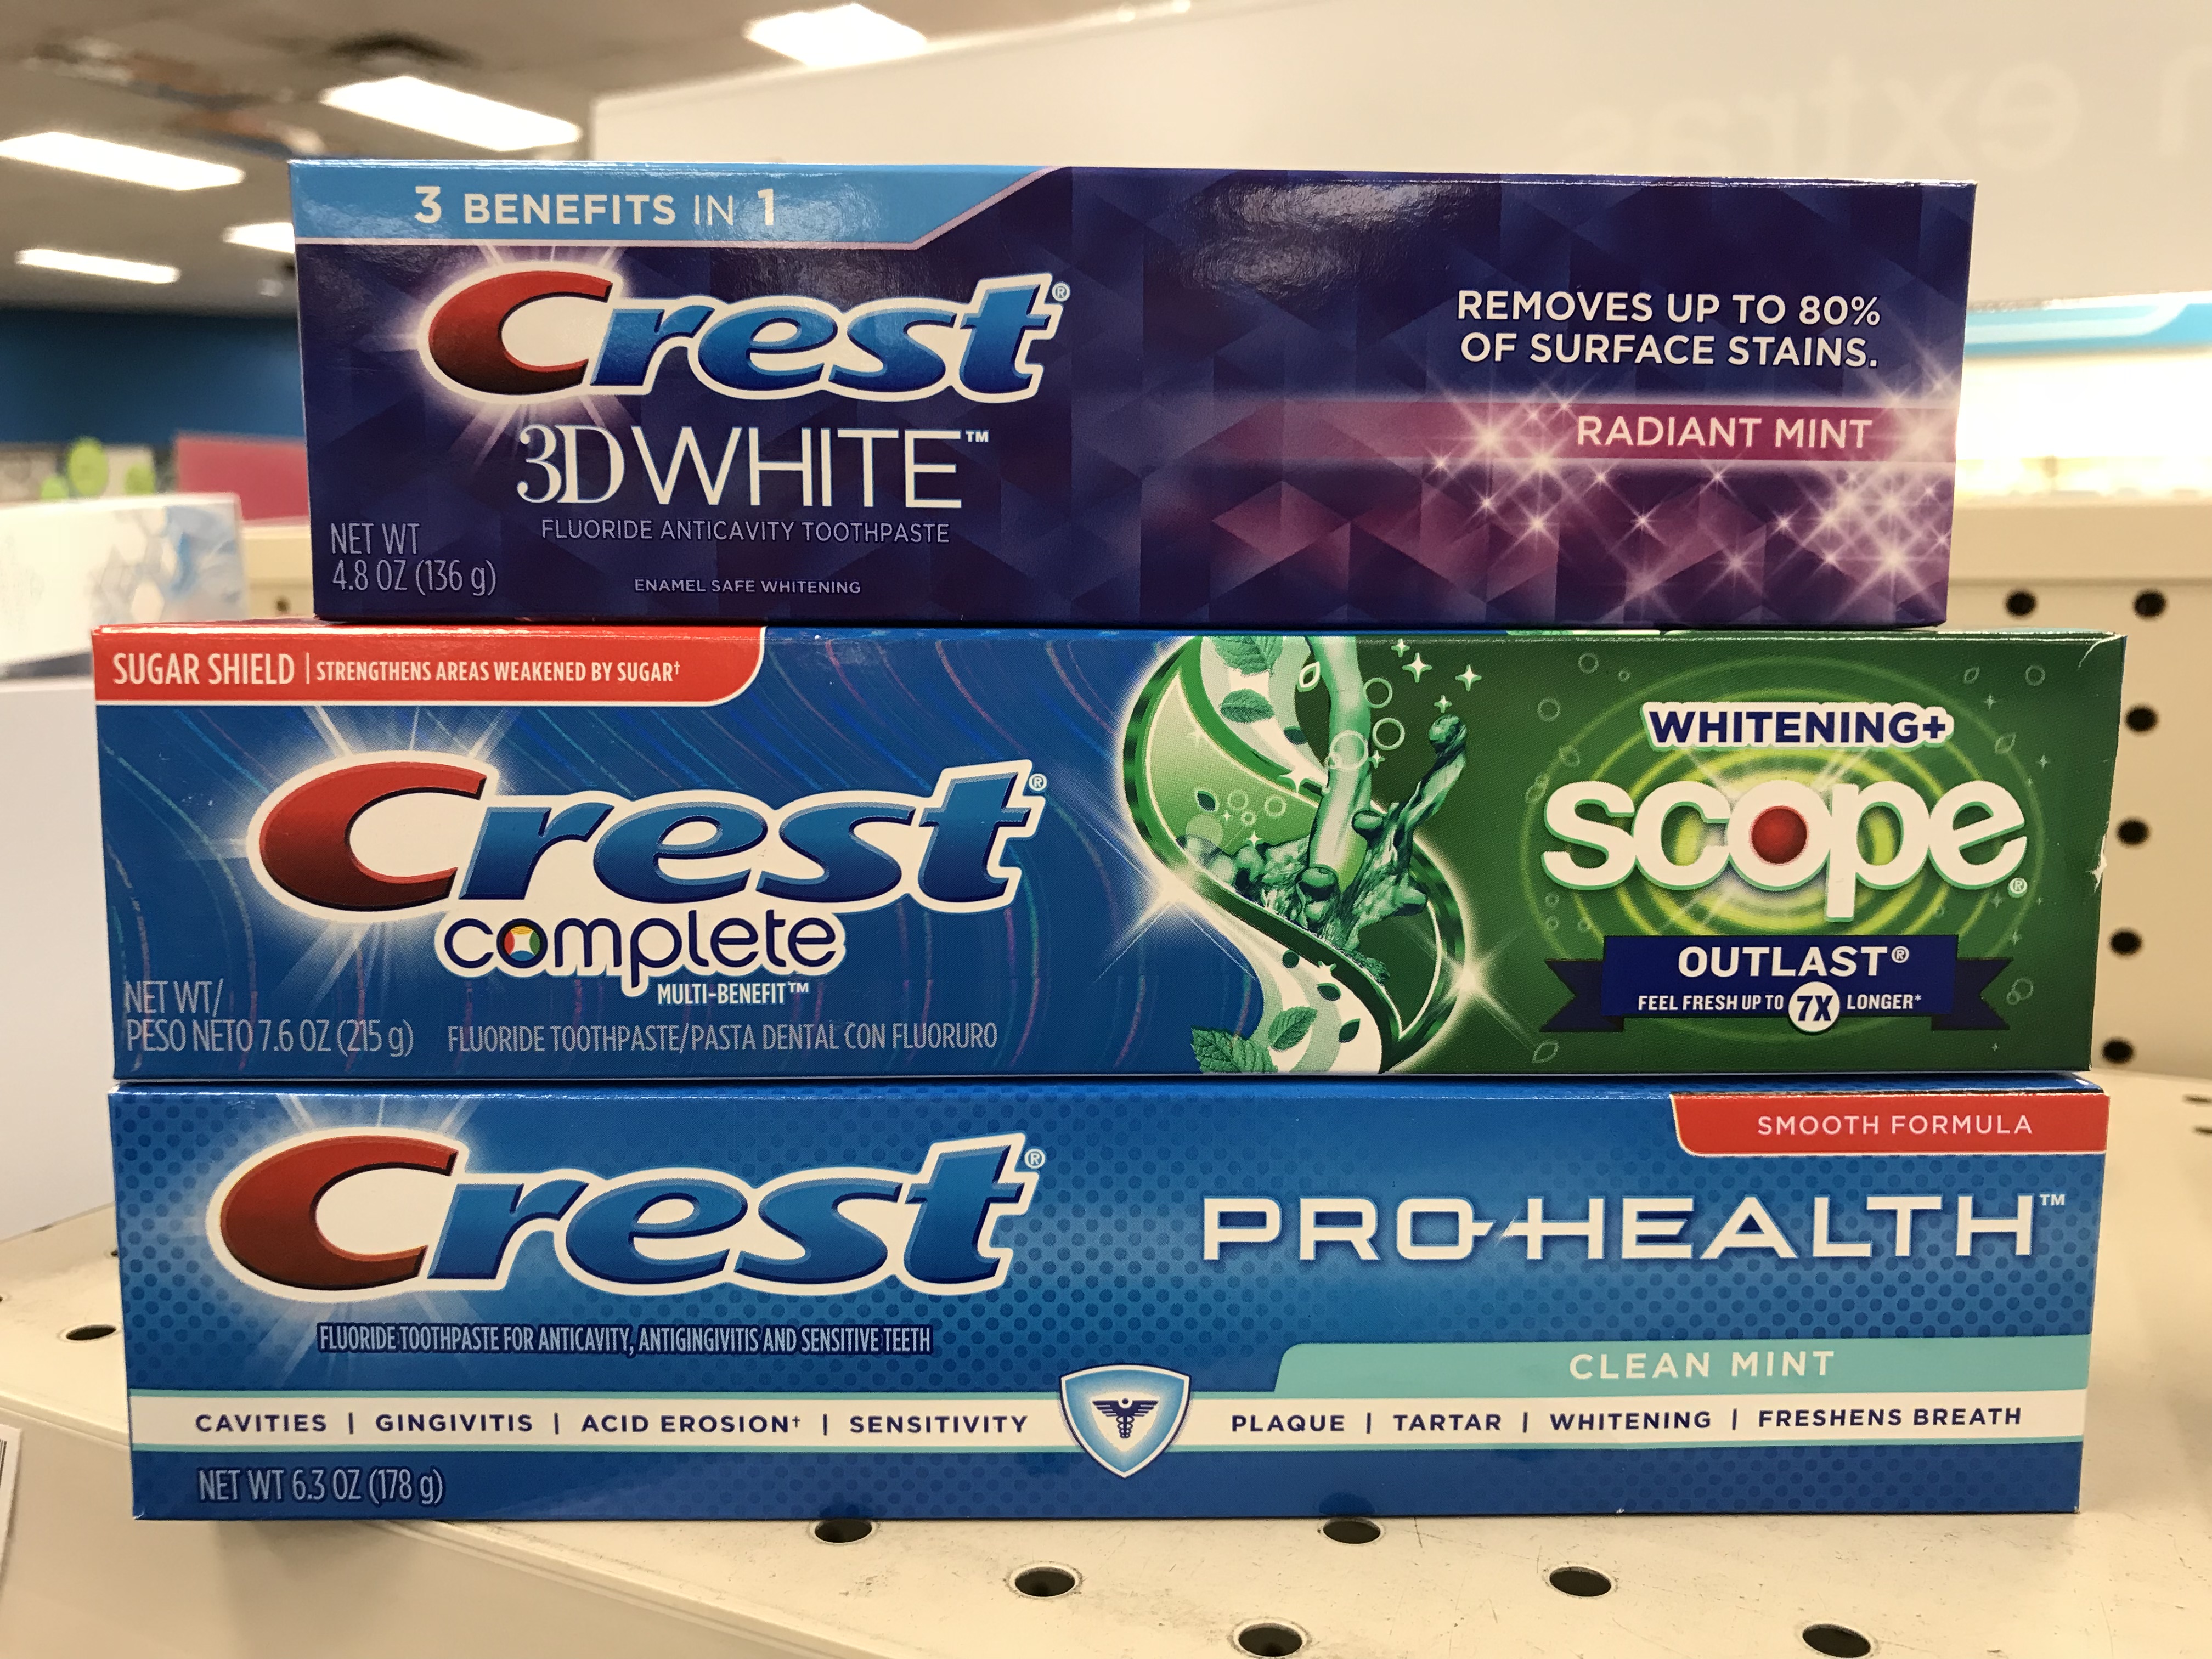 extras
3 BENEFITS IN 1
Crest®
3D WHITE™
FLUORIDE ANTICAVITY TOOTHPASTE
NET WT
4.8 OZ (136 g)
ENAMEL SAFE WHITENING
REMOVES UP TO 80%
OF SURFACE STAINS.
RADIANT MINT
SUGAR SHIELD | STRENGTHENS AREAS WEAKENED BY SUGAR†
Crest®
complete
MULTI-BENEFIT™
NET WT/
PESO NETO 7.6 OZ (215 g)
FLUORIDE TOOTHPASTE/PASTA DENTAL CON FLUORURO
WHITENING+
scope®
OUTLAST®
FEEL FRESH UP TO 7X LONGER*
SMOOTH FORMULA
Crest®
PRO-HEALTH™
FLUORIDE TOOTHPASTE FOR ANTICAVITY, ANTIGINGIVITIS AND SENSITIVE TEETH
CLEAN MINT
CAVITIES | GINGIVITIS | ACID EROSION† | SENSITIVITY
PLAQUE | TARTAR | WHITENING | FRESHENS BREATH
NET WT 6.3 OZ (178 g)